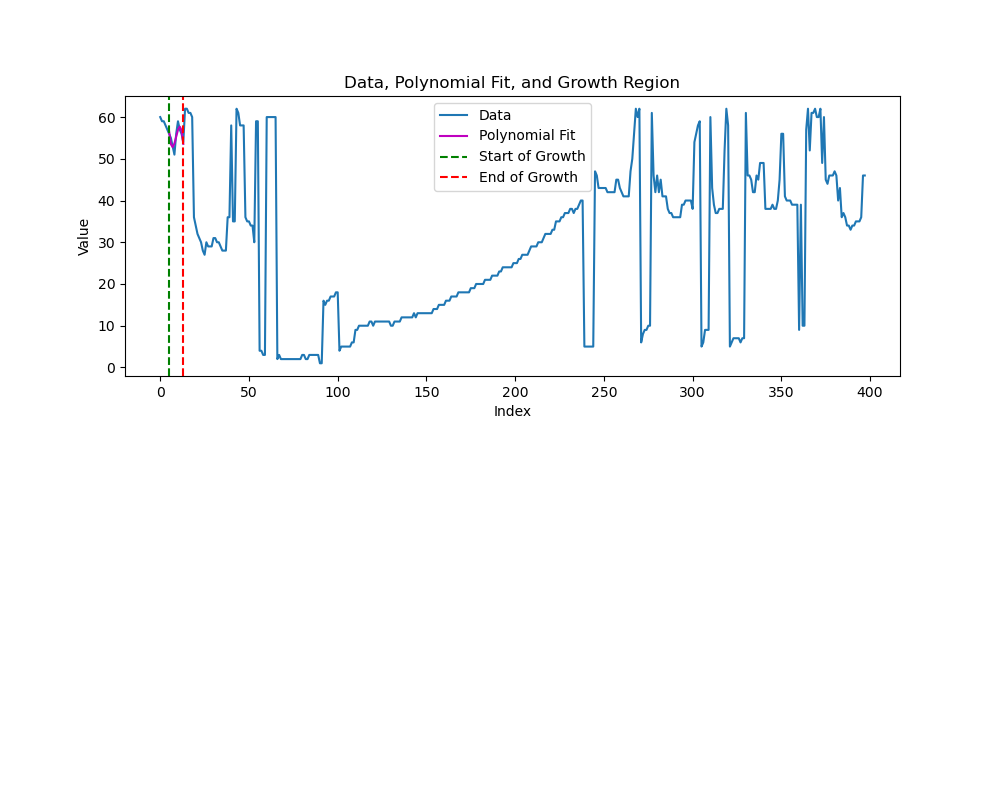 Data, Polynomial Fit, and Growth Region
Data
Polynomial Fit
Start of Growth
End of Growth
Value
60
50
40
30
20
10
0
0 50 100 150 200 250 300 350 400
Index